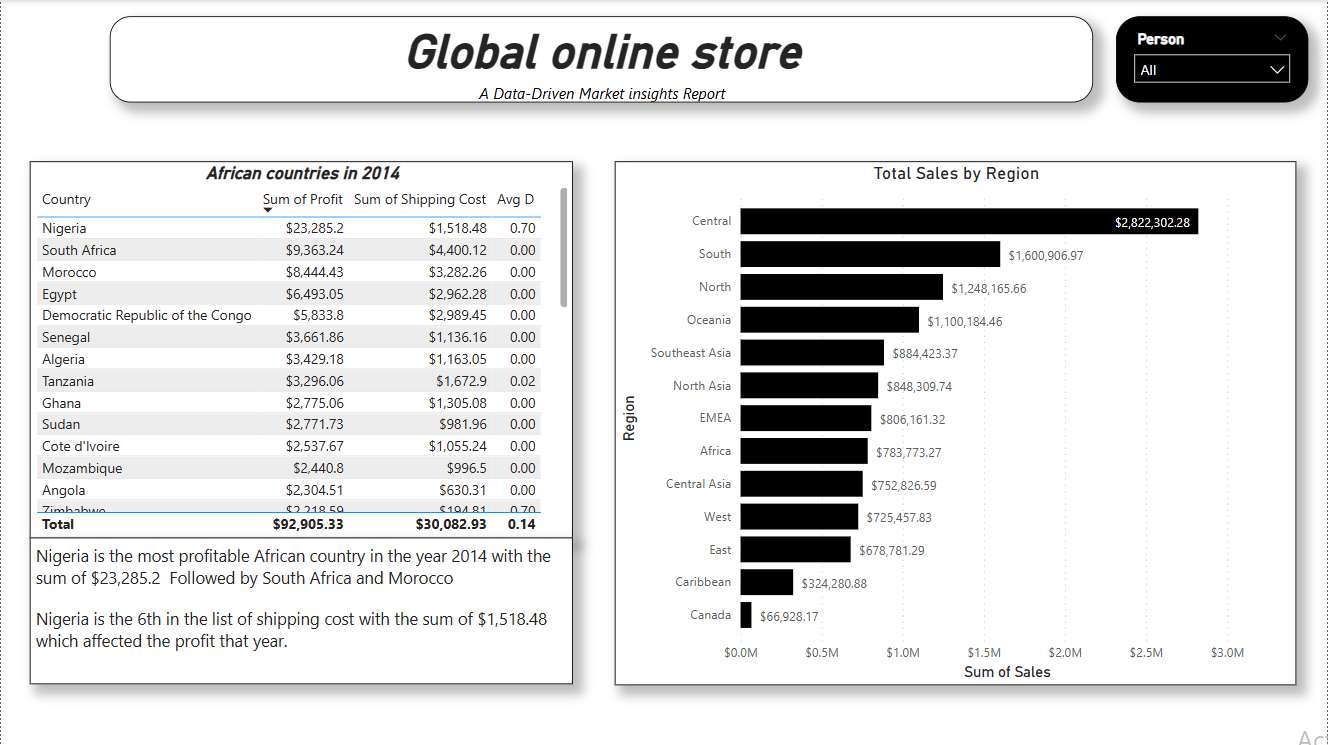 Global online store
A Data-Driven Market insights Report
Person
All
African countries in 2014
Country Sum of Profit Sum of Shipping Cost Avg D
Nigeria $23,285.2 $1,518.48 0.70
South Africa $9,363.24 $4,400.12 0.00
Morocco $8,444.43 $3,282.26 0.00
Egypt $6,493.05 $2,962.28 0.00
Democratic Republic of the Congo $5,833.8 $2,989.45 0.00
Senegal $3,661.86 $1,136.16 0.00
Algeria $3,429.18 $1,163.05 0.00
Tanzania $3,296.06 $1,672.9 0.02
Ghana $2,775.06 $1,305.08 0.00
Sudan $2,771.73 $981.96 0.00
Cote d'Ivoire $2,537.67 $1,055.24 0.00
Mozambique $2,440.8 $996.5 0.00
Angola $2,304.51 $630.31 0.00
Zimbabwe $2,218.59 $194.81 0.70
Total $92,905.33 $30,082.93 0.14
Nigeria is the most profitable African country in the year 2014 with the
sum of $23,285.2 Followed by South Africa and Morocco
Nigeria is the 6th in the list of shipping cost with the sum of $1,518.48
which affected the profit that year.
Total Sales by Region
Region
Central $2,822,302.28
South $1,600,906.97
North $1,248,165.66
Oceania $1,100,184.46
Southeast Asia $884,423.37
North Asia $848,309.74
EMEA $806,161.32
Africa $783,773.27
Central Asia $752,826.59
West $725,457.83
East $678,781.29
Caribbean $324,280.88
Canada $66,928.17
$0.0M $0.5M $1.0M $1.5M $2.0M $2.5M $3.0M
Sum of Sales